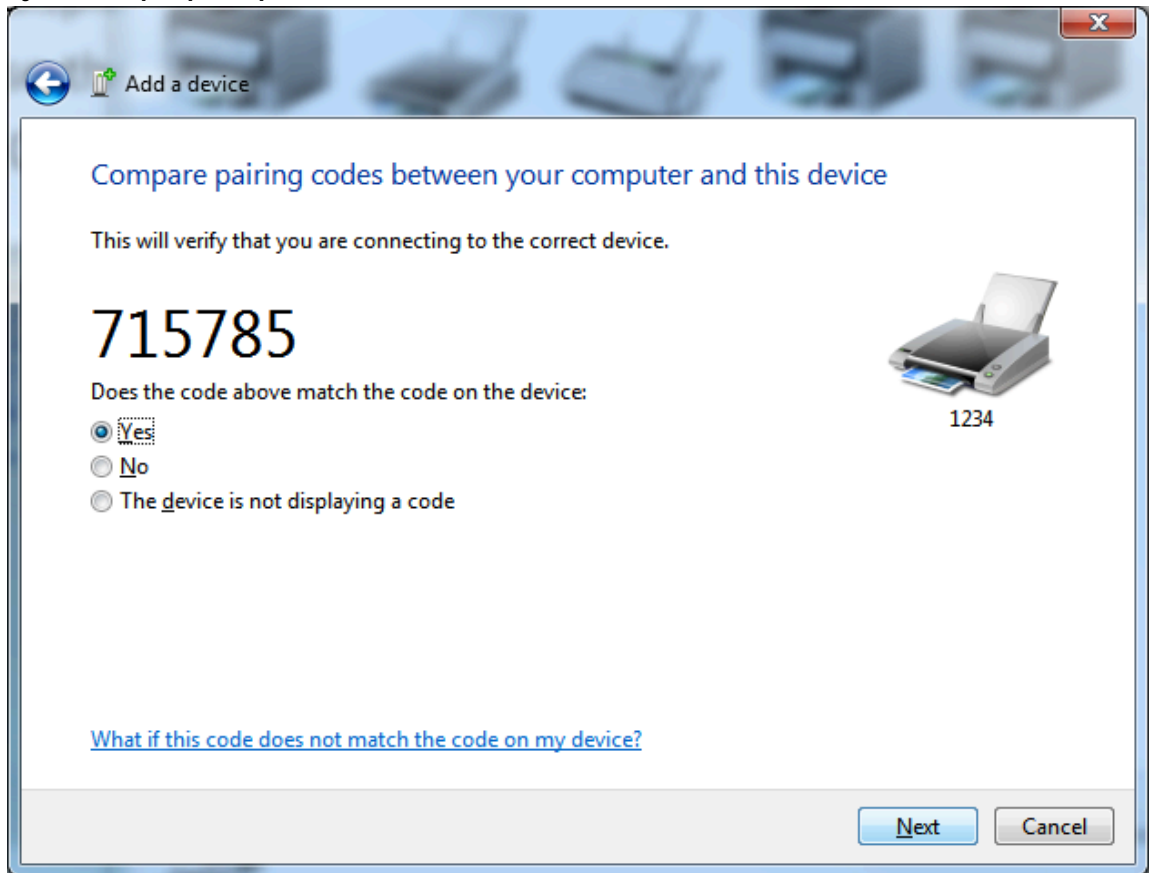 Add a device
Compare pairing codes between your computer and this device
This will verify that you are connecting to the correct device.
715785
Does the code above match the code on the device:
1234
Yes
No
The device is not displaying a code
What if this code does not match the code on my device?
Next Cancel